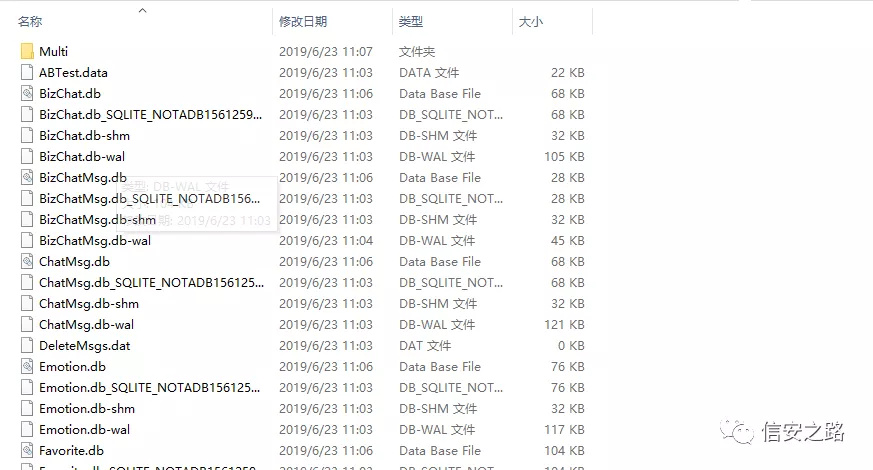 名称 修改日期 类型 大小
Multi 2019/6/23 11:07 文件夹
ABTest.data 2019/6/23 11:03 DATA 文件 22 KB
BizChat.db 2019/6/23 11:06 Data Base File 68 KB
BizChat.db_SQLITE_NOTADB1561259... 2019/6/23 11:03 DB_SQLITE_NOT... 68 KB
BizChat.db-shm 2019/6/23 11:03 DB-SHM 文件 32 KB
BizChat.db-wal 2019/6/23 11:03 DB-WAL 文件 105 KB
BizChatMsg.db 2019/6/23 11:06 Data Base File 28 KB
类型: DB-WAL 文件
BizChatMsg.db_SQLITE_NOTADB156... 2019/6/23 11:03 DB_SQLITE_NOT... 28 KB
BizChatMsg.db-shm 2019/6/23 11:03 DB-SHM 文件 32 KB
日期: 2019/6/23 11:03
BizChatMsg.db-wal 2019/6/23 11:04 DB-WAL 文件 45 KB
ChatMsg.db 2019/6/23 11:06 Data Base File 68 KB
ChatMsg.db_SQLITE_NOTADB156125... 2019/6/23 11:03 DB_SQLITE_NOT... 68 KB
ChatMsg.db-shm 2019/6/23 11:03 DB-SHM 文件 32 KB
ChatMsg.db-wal 2019/6/23 11:03 DB-WAL 文件 121 KB
DeleteMsgs.dat 2019/6/23 11:03 DAT 文件 0 KB
Emotion.db 2019/6/23 11:06 Data Base File 76 KB
Emotion.db_SQLITE_NOTADB156125... 2019/6/23 11:03 DB_SQLITE_NOT... 76 KB
Emotion.db-shm 2019/6/23 11:03 DB-SHM 文件 32 KB
Emotion.db-wal 2019/6/23 11:03 DB-WAL 文件 117 KB
Favorite.db 2019/6/23 11:06 Data Base File 104 KB
信安之路